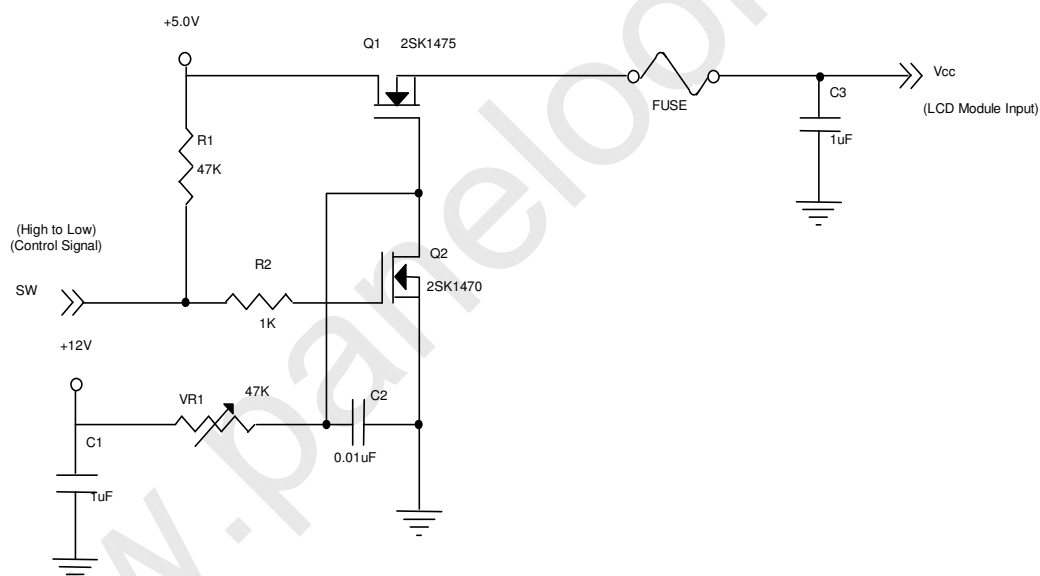 +5.0V
Q1 2SK1475
Vcc
FUSE
C3
(LCD Module Input)
R1
1uF
47K
(High to Low)
(Control Signal)
Q2
R2
SW
2SK1470
1K
+12V
VR1
47K
C2
C1
0.01uF
1uF
w.paneloo